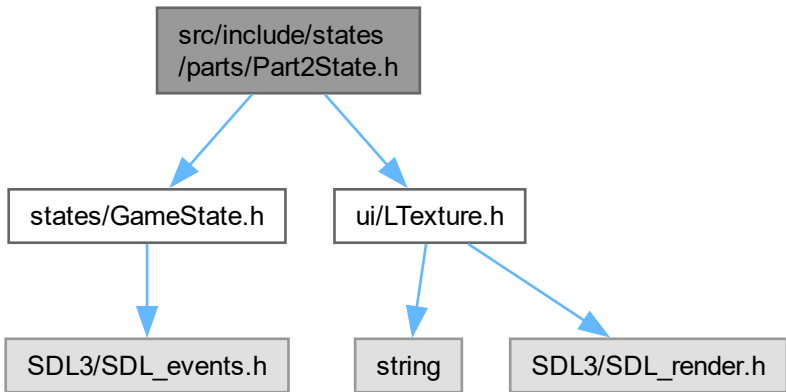 src/include/states
/parts/Part2State.h
states/GameState.h
ui/LTexture.h
SDL3/SDL_events.h
string
SDL3/SDL_render.h